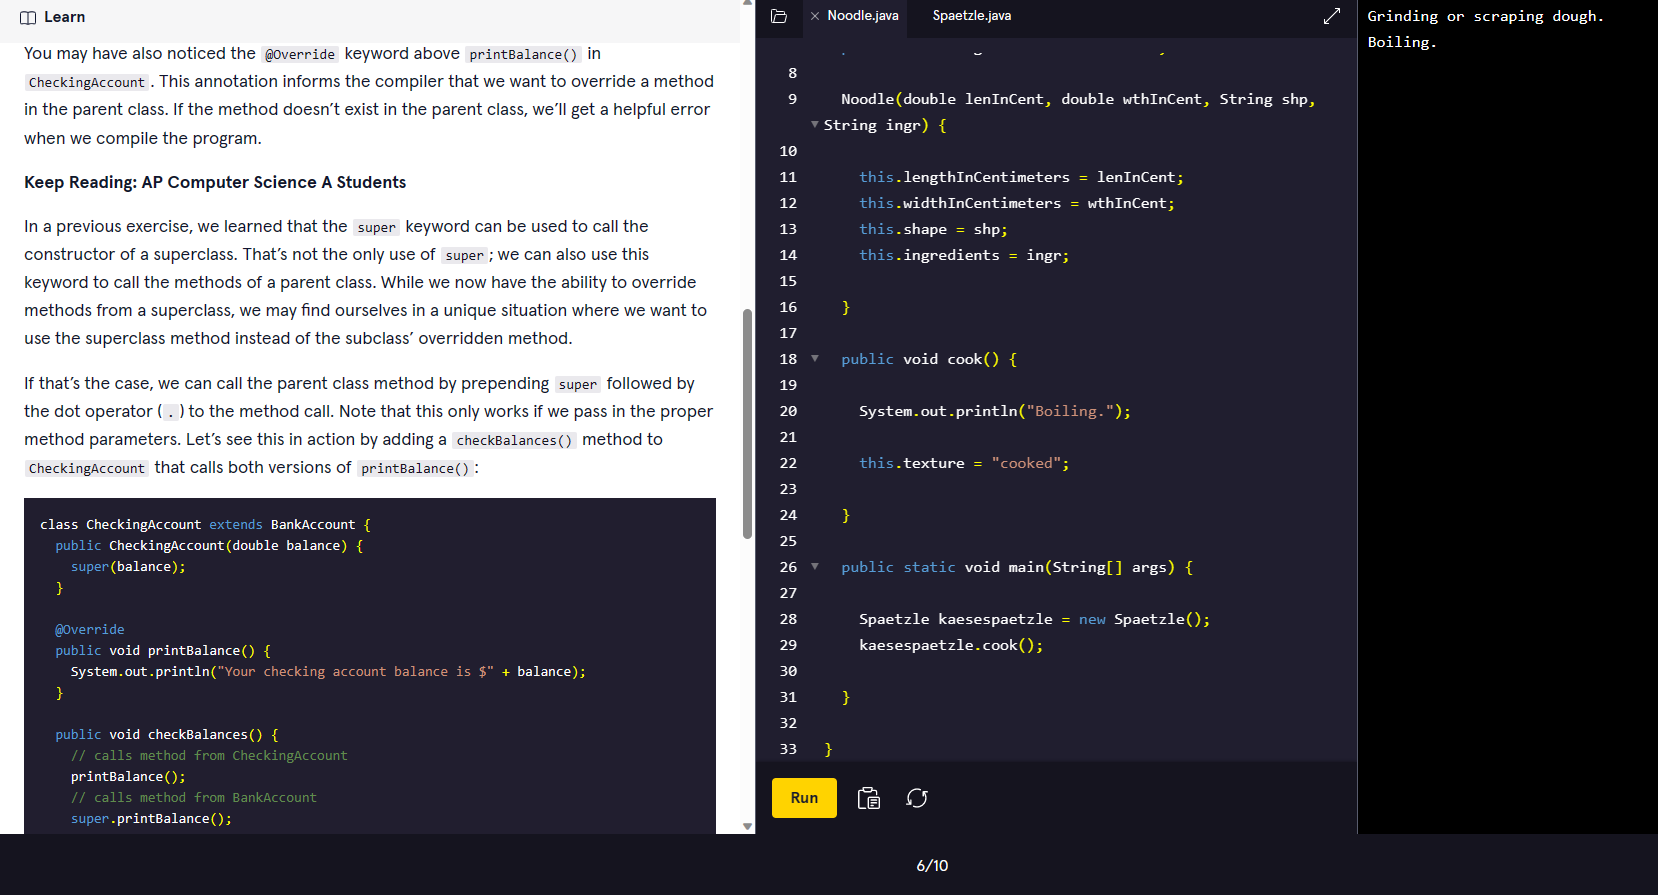 Learn
You may have also noticed the @Override keyword above printBalance() in
CheckingAccount. This annotation informs the compiler that we want to override a method
in the parent class. If the method doesn’t exist in the parent class, we’ll get a helpful error
when we compile the program.
Keep Reading: AP Computer Science A Students
In a previous exercise, we learned that the super keyword can be used to call the
constructor of a superclass. That’s not the only use of super; we can also use this
keyword to call the methods of a parent class. While we now have the ability to override
methods from a superclass, we may find ourselves in a unique situation where we want to
use the superclass method instead of the subclass’ overridden method.
If that’s the case, we can call the parent class method by prepending super followed by
the dot operator (.) to the method call. Note that this only works if we pass in the proper
method parameters. Let’s see this in action by adding a checkBalances() method to
CheckingAccount that calls both versions of printBalance():
class CheckingAccount extends BankAccount {
public CheckingAccount(double balance) {
super(balance);
}
@Override
public void printBalance() {
System.out.println("Your checking account balance is $" + balance);
}
public void checkBalances() {
// calls method from CheckingAccount
printBalance();
// calls method from BankAccount
super.printBalance();
Noodle.java Spaetzle.java
8
9 Noodle(double lenInCent, double wthInCent, String shp,
String ingr) {
10
11 this.lengthInCentimeters = lenInCent;
12 this.widthInCentimeters = wthInCent;
13 this.shape = shp;
14 this.ingredients = ingr;
15
16 }
17
18 public void cook() {
19
20 System.out.println("Boiling.");
21
22 this.texture = "cooked";
23
24 }
25
26 public static void main(String[] args) {
27
28 Spaetzle kaesespaetzle = new Spaetzle();
29 kaesespaetzle.cook();
30
31 }
32
33 }
Run
Grinding or scraping dough.
Boiling.
6/10